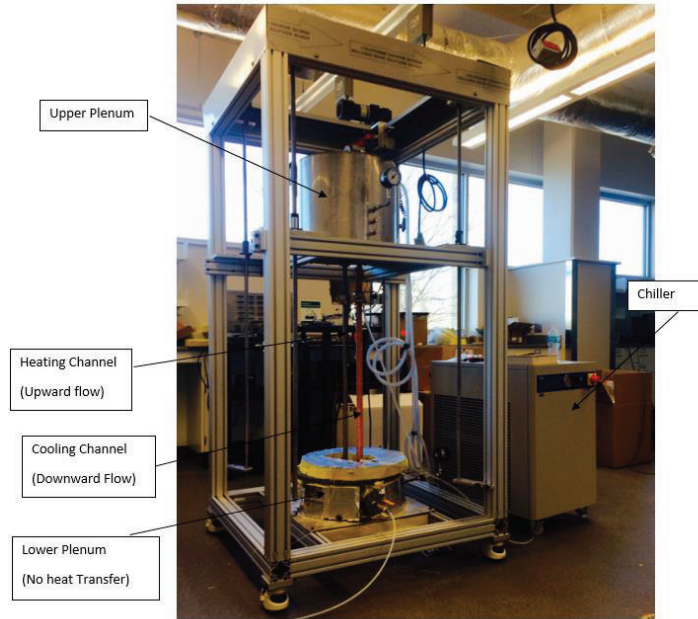 Upper Plenum
Chiller
Heating Channel
(Upward flow)
Cooling Channel
(Downward Flow)
Lower Plenum
(No heat Transfer)